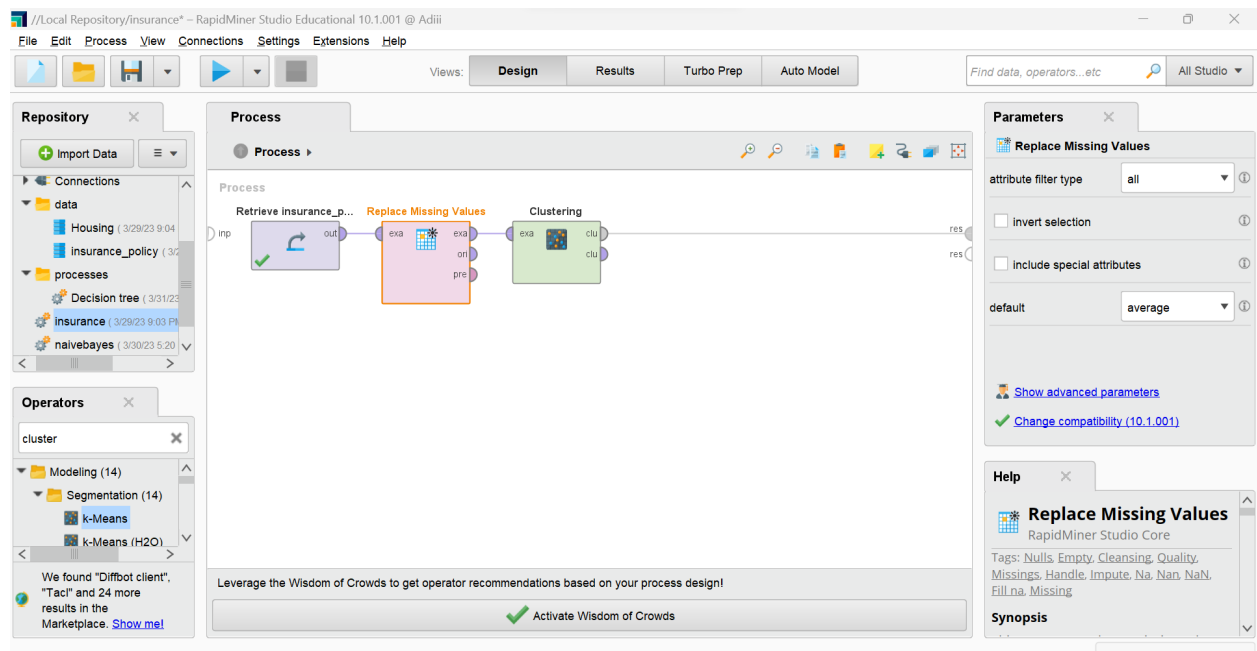 //Local Repository/insurance* – RapidMiner Studio Educational 10.1.001 @ Adiii
File Edit Process View Connections Settings Extensions Help
Views: Design Results Turbo Prep Auto Model
Find data, operators...etc
All Studio
Repository
Import Data
Connections
data
Housing ( 3/29/23 9:04
insurance_policy ( 3/2
processes
Decision tree ( 3/31/23
insurance ( 3/29/23 9:03 PM
naivebayes ( 3/30/23 5:20
Operators
cluster
Modeling (14)
Segmentation (14)
k-Means
k-Means (H2O)
We found "Diffbot client",
"Tacl" and 24 more
results in the
Marketplace. Show me!
Process
Process
Process
Retrieve insurance_p... Replace Missing Values Clustering
inp out exa exa exa clu res
ori clu res
pre
Leverage the Wisdom of Crowds to get operator recommendations based on your process design!
Activate Wisdom of Crowds
Parameters
Replace Missing Values
attribute filter type all
invert selection
include special attributes
default average
Show advanced parameters
Change compatibility (10.1.001)
Help
Replace Missing Values
RapidMiner Studio Core
Tags: Nulls, Empty, Cleansing, Quality,
Missings, Handle, Impute, Na, Nan, NaN,
Fill na, Missing
Synopsis